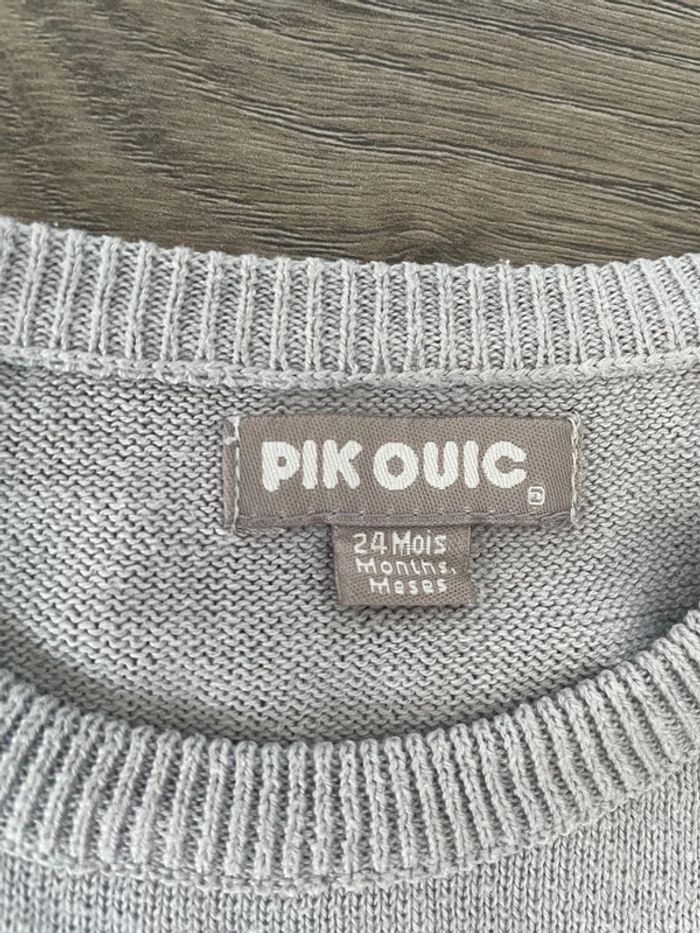 PIK OUIC
24 Mois
Months,
Meses